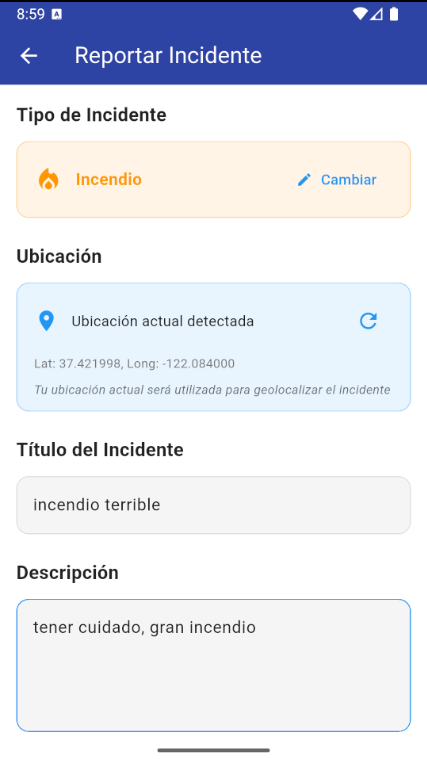 8:59 A
Reportar Incidente
Tipo de Incidente
Incendio
Cambiar
Ubicación
Ubicación actual detectada
Lat: 37.421998, Long: -122.084000
Tu ubicación actual será utilizada para geolocalizar el incidente
Título del Incidente
incendio terrible
Descripción
tener cuidado, gran incendio